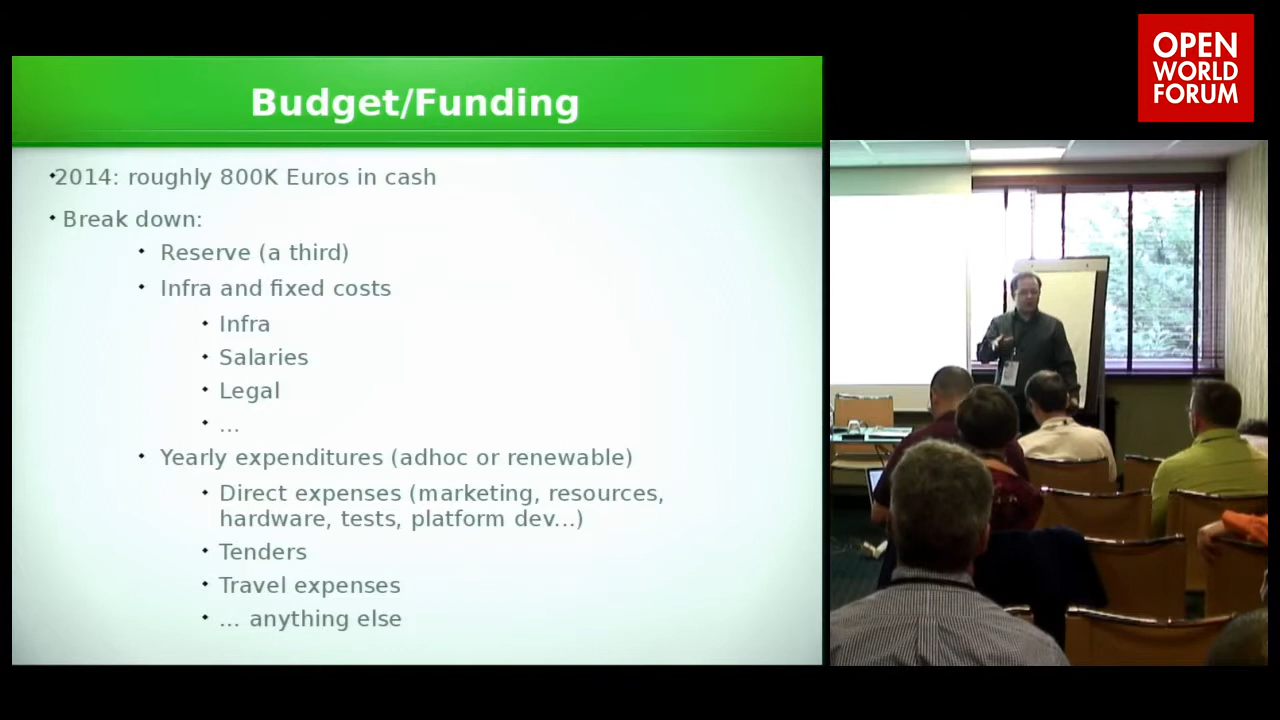 OPEN
WORLD
FORUM
Budget/Funding
2014: roughly 800K Euros in cash
Break down:
Reserve (a third)
Infra and fixed costs
Infra
Salaries
Legal
...
Yearly expenditures (adhoc or renewable)
Direct expenses (marketing, resources,
hardware, tests, platform dev...)
Tenders
Travel expenses
... anything else